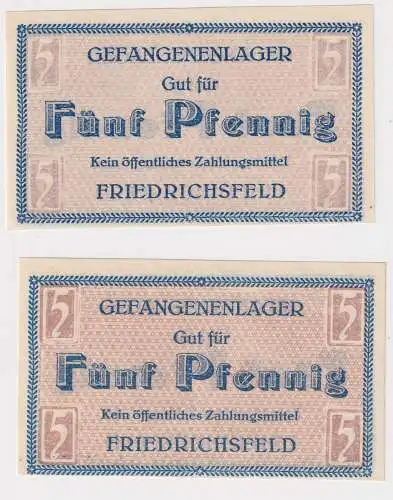 5 5
GEFANGENENLAGER
Gut für
Fünf Pfennig
5 5
Kein öffentliches Zahlungsmittel
FRIEDRICHSFELD
5 5
GEFANGENENLAGER
Gut für
Fünf Pfennig
Kein öffentliches Zahlungsmittel
5 5
FRIEDRICHSFELD